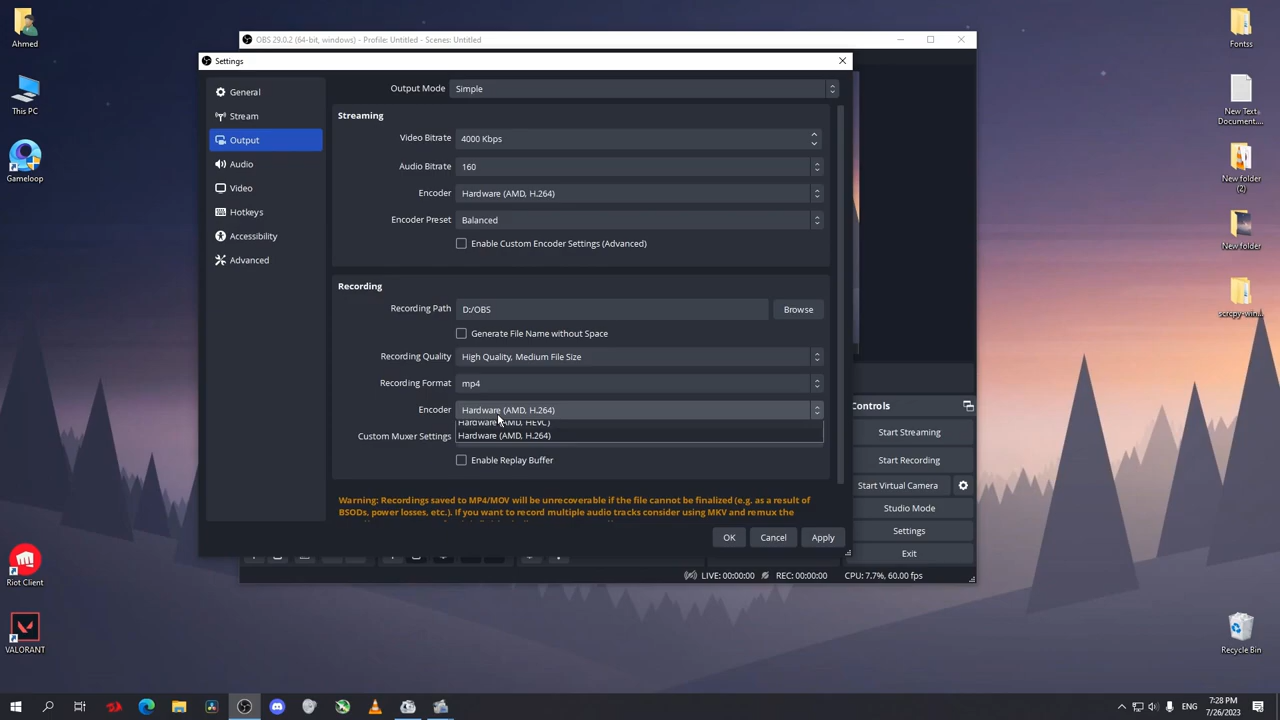 Ahmed
This PC
Gameloop
Riot Client
VALORANT
Fontss
New Text
Document....
New folder
(2)
New folder
scrcpy-win...
Recycle Bin
OBS 29.0.2 (64-bit, windows) - Profile: Untitled - Scenes: Untitled
Settings
General
Stream
Output
Audio
Video
Hotkeys
Accessibility
Advanced
Output Mode
Simple
Streaming
Video Bitrate
4000 Kbps
Audio Bitrate
160
Encoder
Hardware (AMD, H.264)
Encoder Preset
Balanced
Enable Custom Encoder Settings (Advanced)
Recording
Recording Path
D:/OBS
Browse
Generate File Name without Space
Recording Quality
High Quality, Medium File Size
Recording Format
mp4
Encoder
Hardware (AMD, H.264)
Hardware (AMD, HEVC)
Hardware (AMD, H.264)
Custom Muxer Settings
Enable Replay Buffer
Warning: Recordings saved to MP4/MOV will be unrecoverable if the file cannot be finalized (e.g. as a result of
BSODs, power losses, etc.). If you want to record multiple audio tracks consider using MKV and remux the
OK
Cancel
Apply
Controls
Start Streaming
Start Recording
Start Virtual Camera
Studio Mode
Settings
Exit
LIVE: 00:00:00
REC: 00:00:00
CPU: 7.7%, 60.00 fps
ENG
7:28 PM
7/26/2023